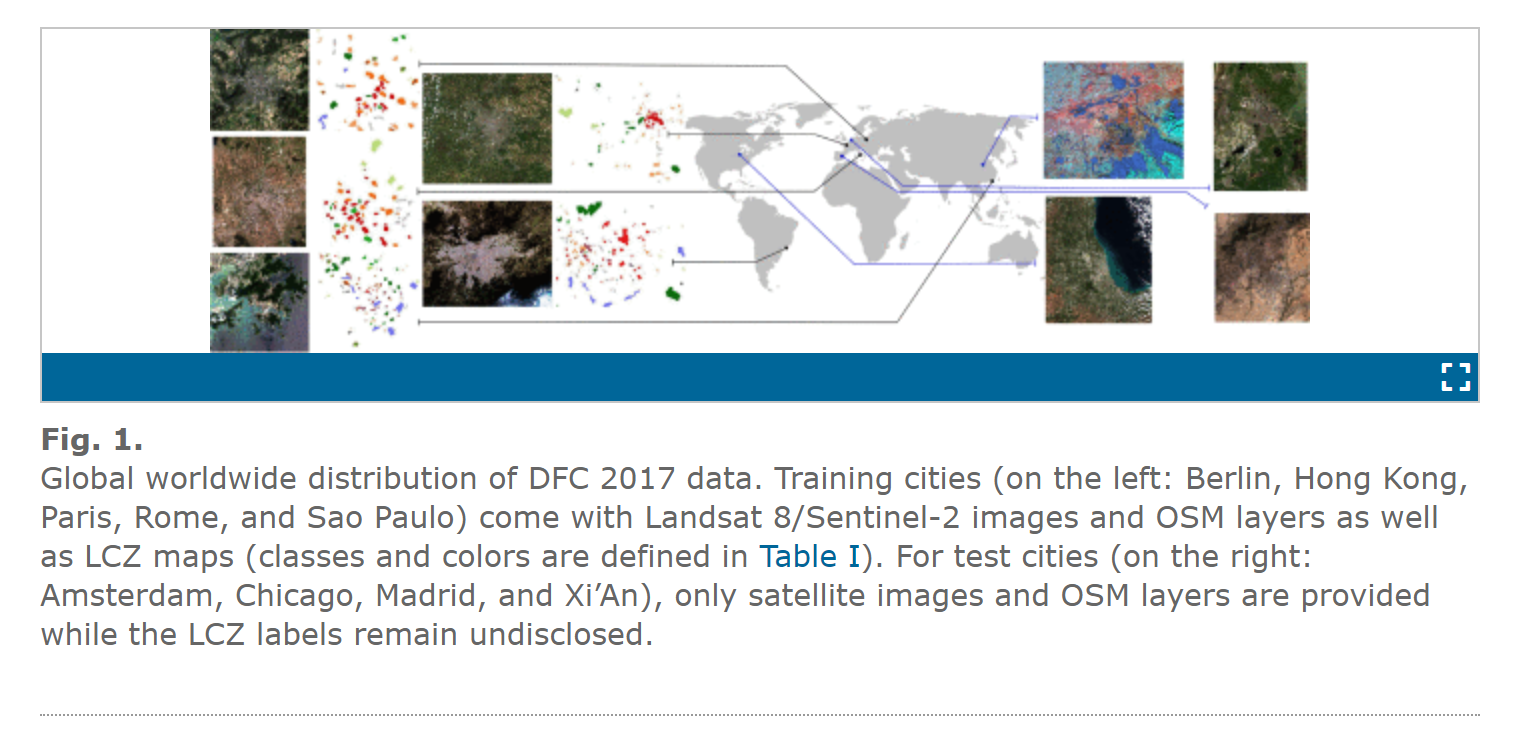 Fig. 1.
Global worldwide distribution of DFC 2017 data. Training cities (on the left: Berlin, Hong Kong,
Paris, Rome, and Sao Paulo) come with Landsat 8/Sentinel-2 images and OSM layers as well
as LCZ maps (classes and colors are defined in Table I). For test cities (on the right:
Amsterdam, Chicago, Madrid, and Xi’An), only satellite images and OSM layers are provided
while the LCZ labels remain undisclosed.